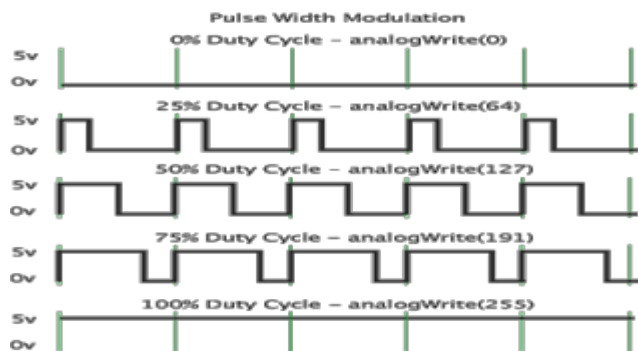 Pulse Width Modulation
0% Duty Cycle – analogWrite(0)
5v
0v
25% Duty Cycle – analogWrite(64)
5v
0v
50% Duty Cycle – analogWrite(127)
5v
0v
75% Duty Cycle – analogWrite(191)
5v
0v
100% Duty Cycle – analogWrite(255)
5v
0v